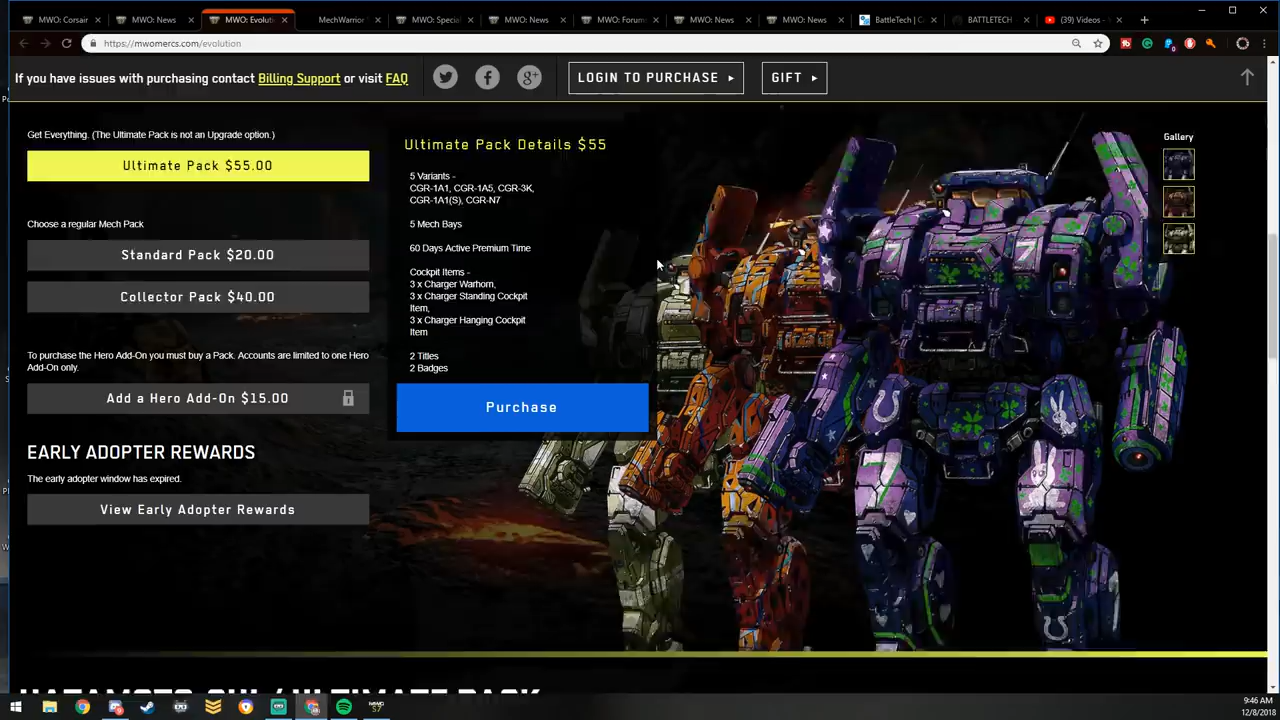 MWO: Corsair
MWO: News
MWO: Evoluti
MechWarrior
MWO: Special
MWO: News
MWO: Forums
MWO: News
MWO: News
BattleTech | C
BATTLETECH
(39) Videos -
https://mwomercs.com/evolution
If you have issues with purchasing contact Billing Support or visit FAQ
LOGIN TO PURCHASE
GIFT
Get Everything. (The Ultimate Pack is not an Upgrade option.)
Ultimate Pack $55.00
Choose a regular Mech Pack
Standard Pack $20.00
Collector Pack $40.00
To purchase the Hero Add-On you must buy a Pack. Accounts are limited to one Hero
Add-On only.
Add a Hero Add-On $15.00
EARLY ADOPTER REWARDS
The early adopter window has expired.
View Early Adopter Rewards
Ultimate Pack Details $55
5 Variants -
CGR-1A1, CGR-1A5, CGR-3K,
CGR-1A1(S), CGR-N7
5 Mech Bays
60 Days Active Premium Time
Cockpit Items -
3 x Charger Warhorn,
3 x Charger Standing Cockpit
Item,
3 x Charger Hanging Cockpit
Item
2 Titles
2 Badges
Purchase
Gallery
7
7
HATAMOTO-CHI / ULTIMATE PACK
9:46 AM
12/8/2018